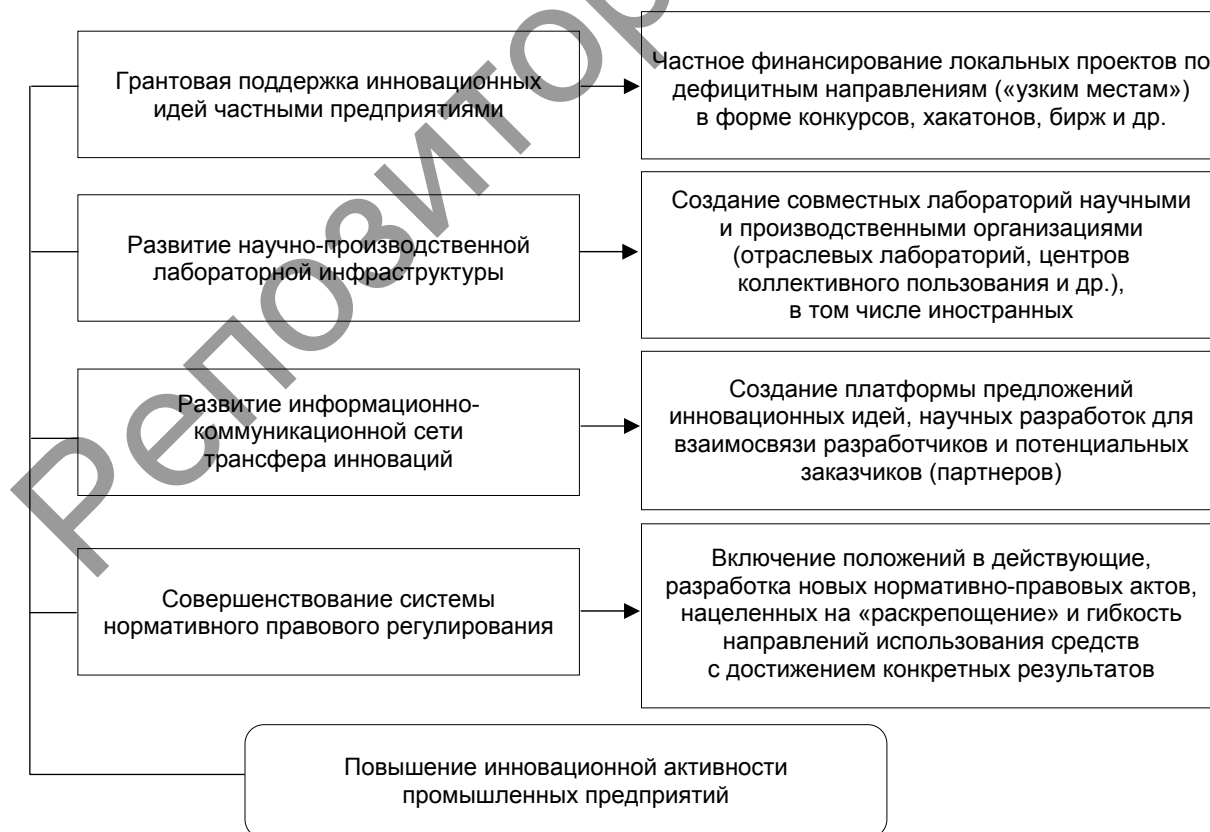 Грантовая поддержка инновационных
идей частными предприятиями
Частное финансирование локальных проектов по
дефицитным направлениям («узким местам»)
в форме конкурсов, хакатонов, бирж и др.
Развитие научно-производственной
лабораторной инфраструктуры
Создание совместных лабораторий научными
и производственными организациями
(отраслевых лабораторий, центров
коллективного пользования и др.),
в том числе иностранных
Развитие информационно-
коммуникационной сети
трансфера инноваций
Создание платформы предложений
инновационных идей, научных разработок для
взаимосвязи разработчиков и потенциальных
заказчиков (партнеров)
Совершенствование системы
нормативного правового регулирования
Включение положений в действующие,
разработка новых нормативно-правовых актов,
нацеленных на «раскрепощение» и гибкость
направлений использования средств
с достижением конкретных результатов
Повышение инновационной активности
промышленных предприятий